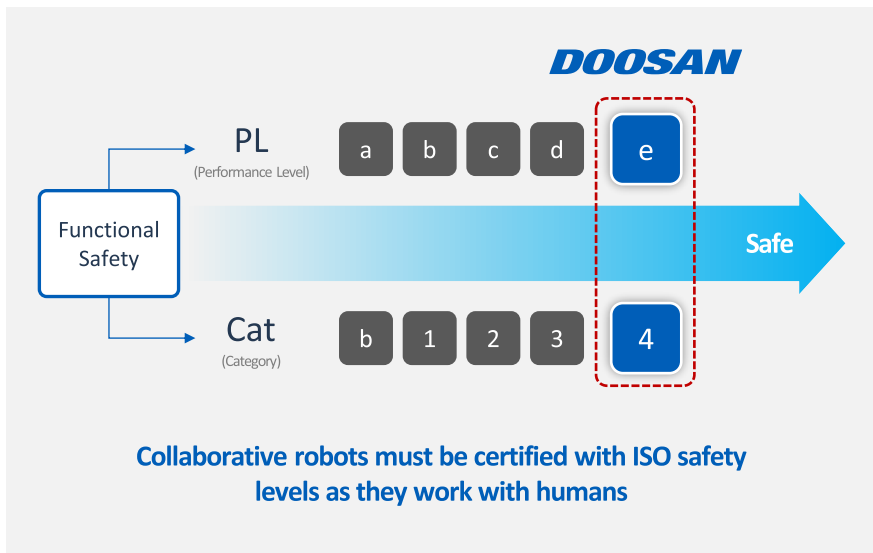 DOOSAN
PL
(Performance Level)
a b c d e
Functional
Safety
Safe
Cat
(Category)
b 1 2 3 4
Collaborative robots must be certified with ISO safety
levels as they work with humans